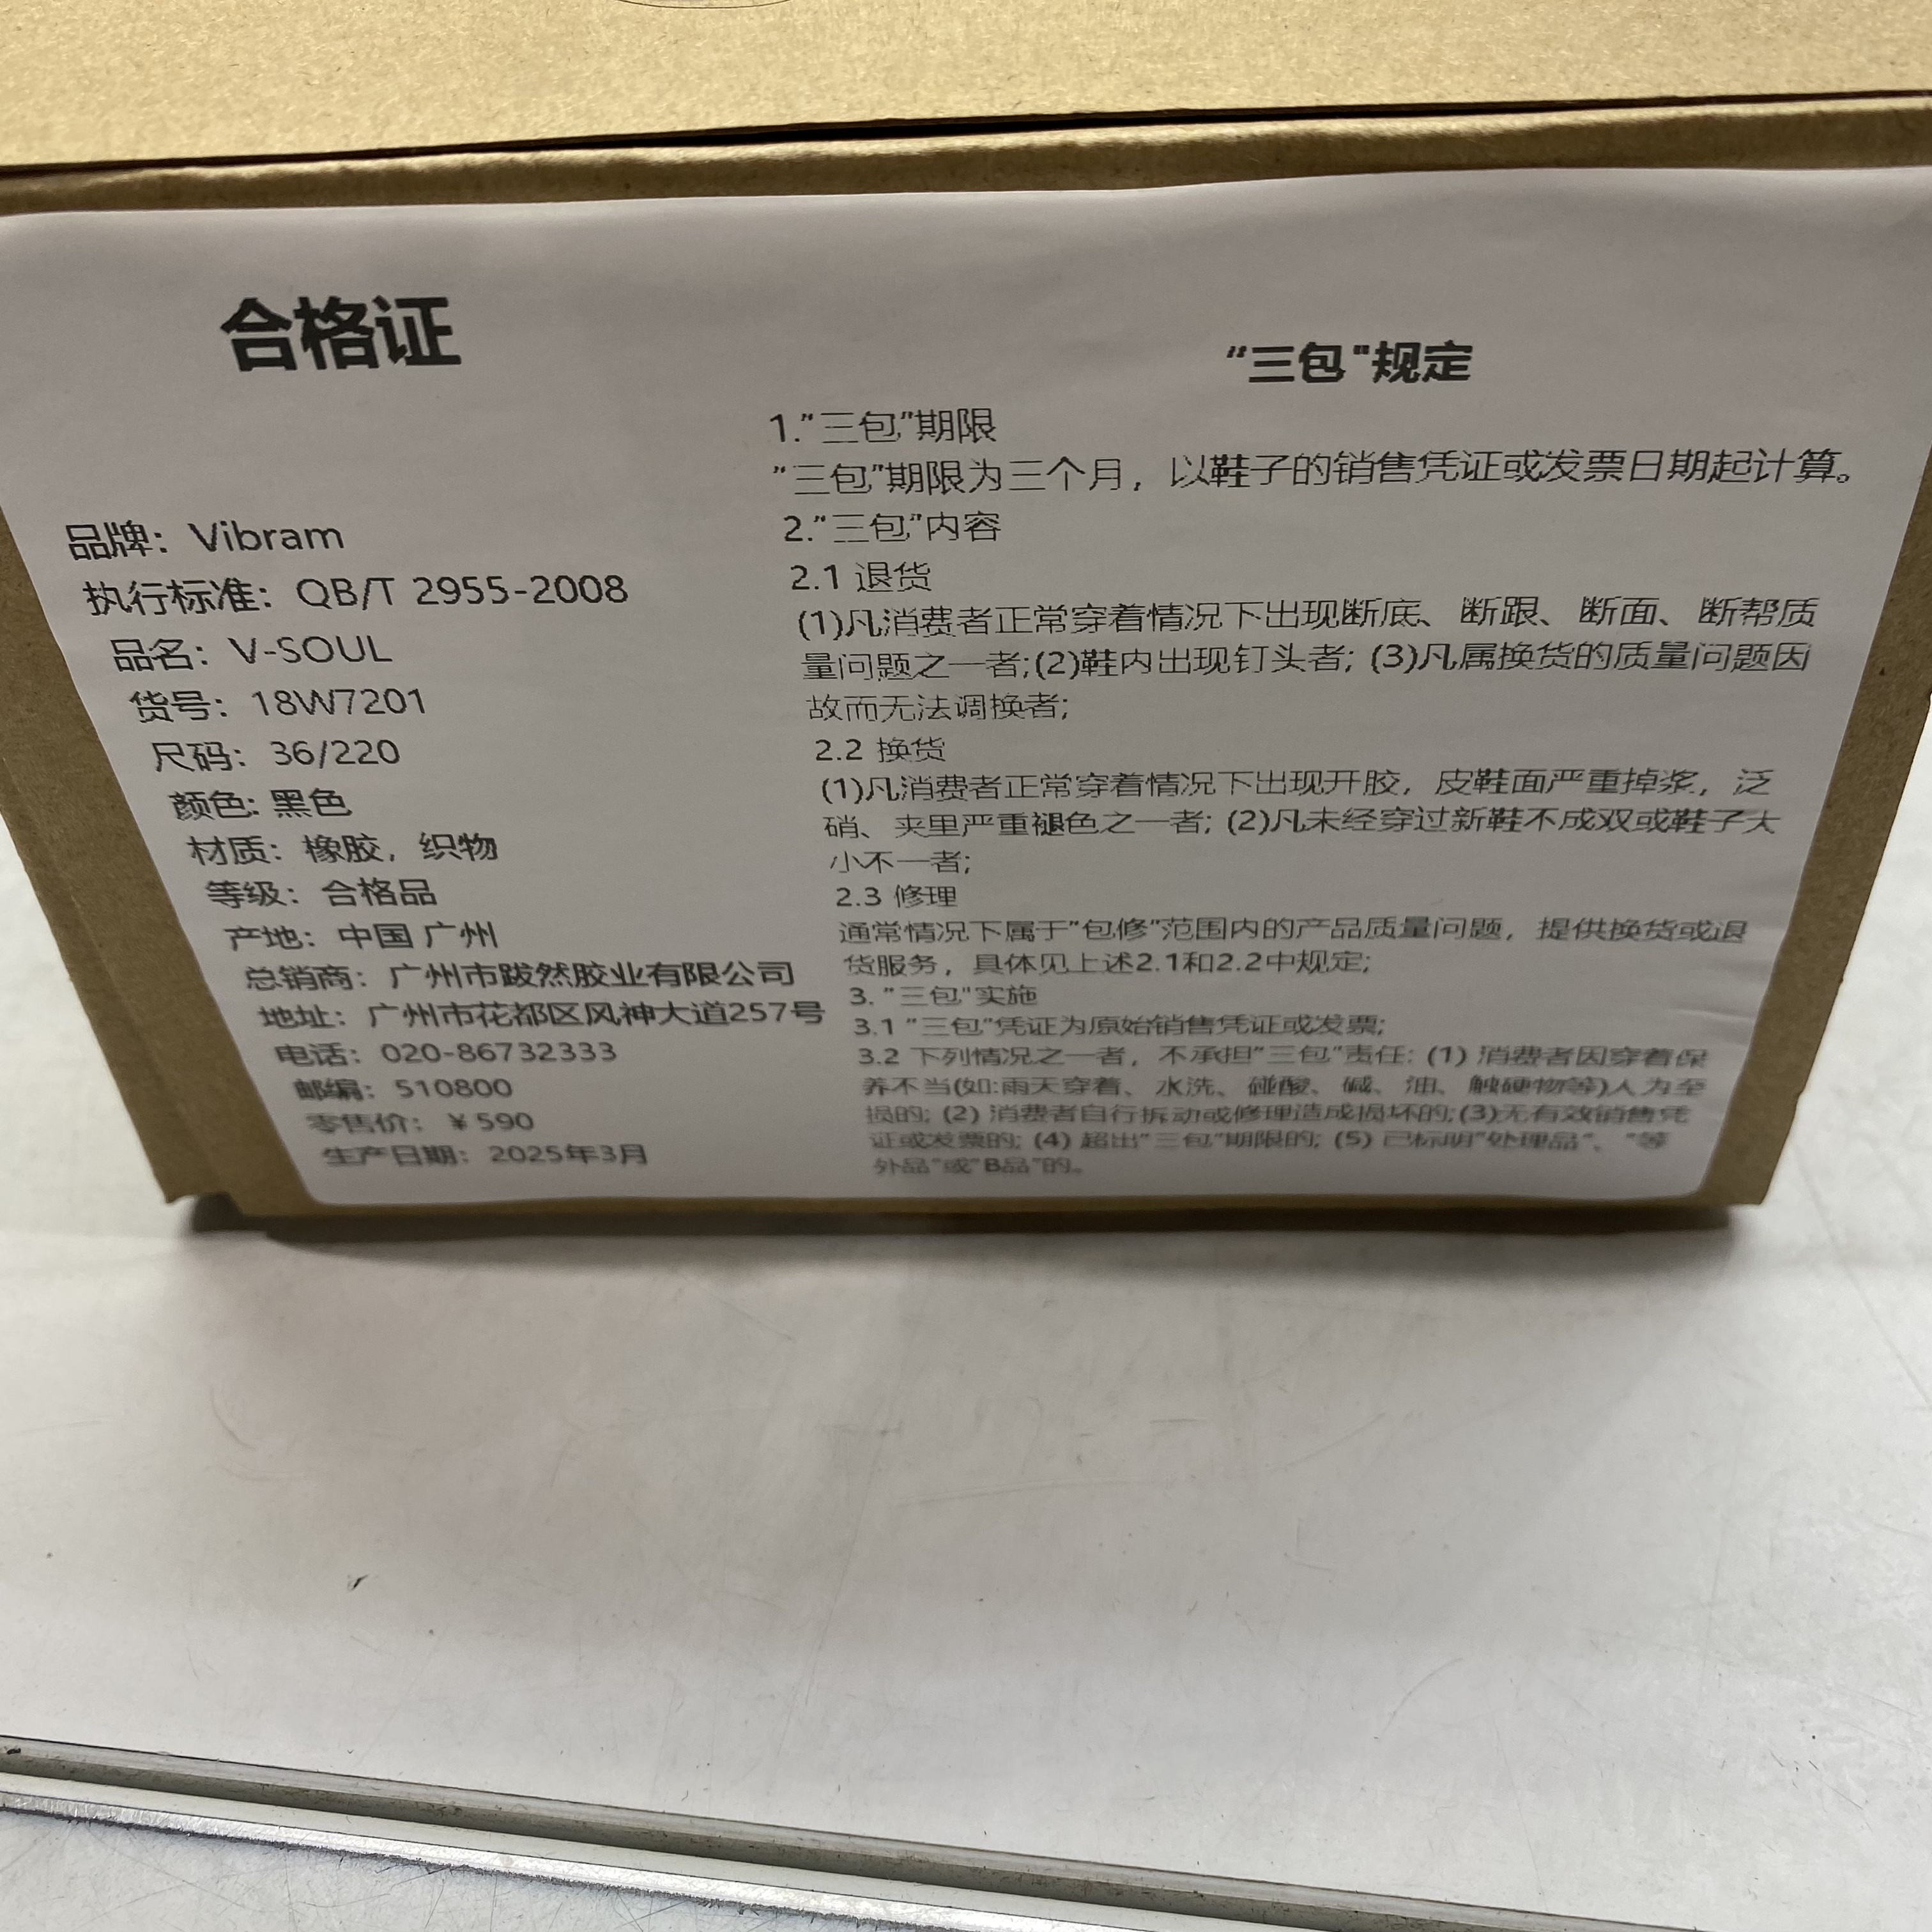 合格证
品牌：Vibram
执行标准：QB/T 2955-2008
品名：V-SOUL
货号：18W7201
尺码：36/220
颜色: 黑色
材质：橡胶，织物
等级：合格品
产地：中国 广州
总销商：广州市跋然胶业有限公司
地址：广州市花都区风神大道257号
电话：020-86732333
邮编：510800
零售价：￥590
生产日期：2025年3月
“三包"规定
1.”三包”期限
”三包”期限为三个月，以鞋子的销售凭证或发票日期起计算。
2.“三包”内容
2.1 退货
(1)凡消费者正常穿着情况下出现断底、断跟、断面、断帮质
量问题之一者;(2)鞋内出现钉头者; (3)凡属换货的质量问题因
故而无法调换者;
2.2 换货
(1)凡消费者正常穿着情况下出现开胶，皮鞋面严重掉浆，泛
硝、夹里严重褪色之一者; (2)凡未经穿过新鞋不成双或鞋子大
小不一者;
2.3 修理
通常情况下属于”包修”范围内的产品质量问题，提供换货或退
货服务，具体见上述2.1和2.2中规定;
3. ”三包"实施
3.1 ”三包”凭证为原始销售凭证或发票;
3.2 下列情况之一者，不承担”三包”责任: (1) 消费者因穿着保
养不当(如:雨天穿着、水洗、碰酸、碱、油、触硬物等)人为至
损的; (2) 消费者自行拆动或修理造成损坏的;(3)无有效销售凭
证或发票的; (4) 超出”三包”期限的; (5) 已标明”处理品”、”等
外品”或”B品”的。